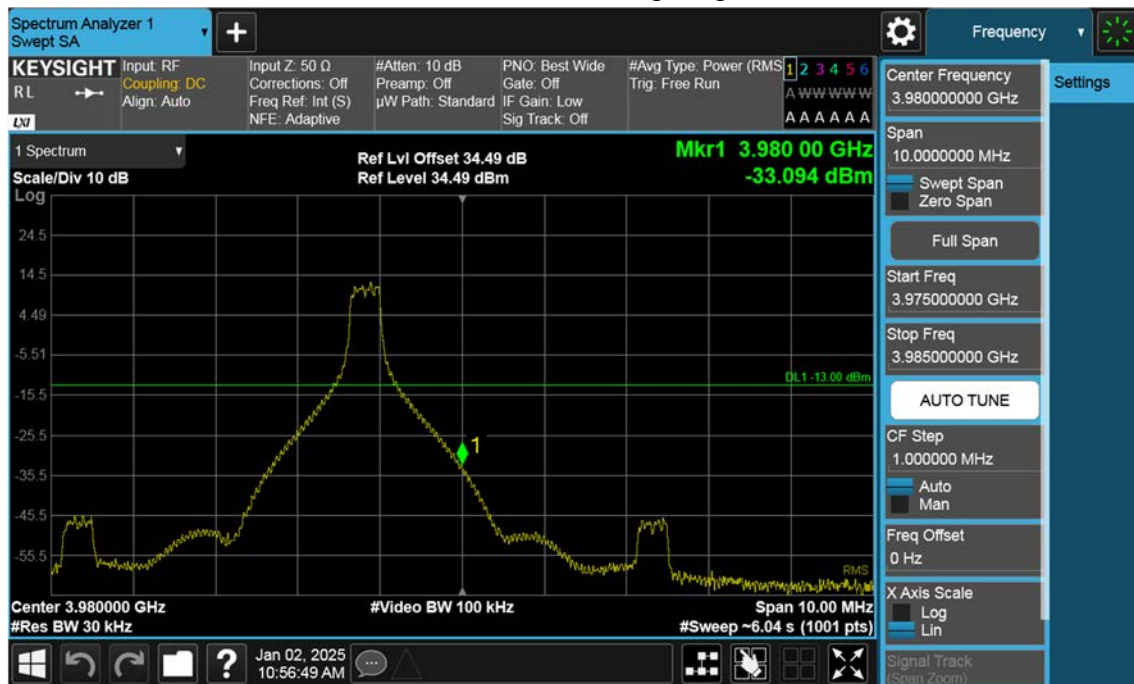 Spectrum Analyzer 1
Swept SA
Frequency
KEYSIGHT
RL
LXI
Input: RF
Coupling: DC
Align: Auto
Input Z: 50 Ω
Corrections: Off
Freq Ref: Int (S)
NFE: Adaptive
#Atten: 10 dB
Preamp: Off
µW Path: Standard
PNO: Best Wide
Gate: Off
IF Gain: Low
Sig Track: Off
#Avg Type: Power (RMS
Trig: Free Run
1 2 3 4 5 6
A W W W W W
A A A A A A
1 Spectrum
Scale/Div 10 dB
Ref Lvl Offset 34.49 dB
Ref Level 34.49 dBm
Mkr1 3.980 00 GHz
-33.094 dBm
Log
24.5
14.5
4.49
-5.51
DL1 -13.00 dBm
-15.5
-25.5
1
-35.5
-45.5
-55.5
RMS
Center 3.980000 GHz
#Video BW 100 kHz
Span 10.00 MHz
#Res BW 30 kHz
#Sweep ~6.04 s (1001 pts)
Jan 02, 2025
10:56:49 AM
Center Frequency
3.980000000 GHz
Settings
Span
10.0000000 MHz
Swept Span
Zero Span
Full Span
Start Freq
3.975000000 GHz
Stop Freq
3.985000000 GHz
AUTO TUNE
CF Step
1.000000 MHz
Auto
Man
Freq Offset
0 Hz
X Axis Scale
Log
Lin
Signal Track
(Span Zoom)